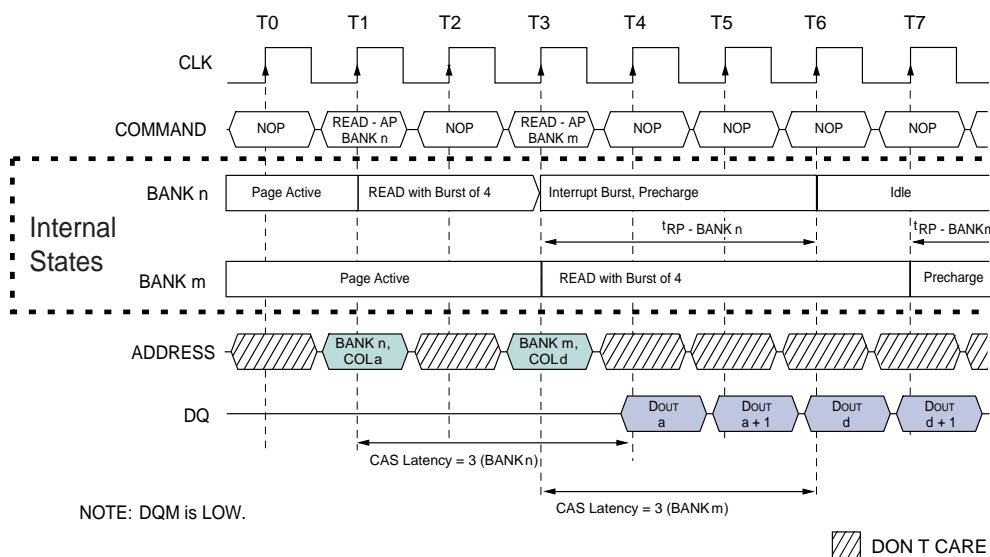 T0 T1 T2 T3 T4 T5 T6 T7
CLK
COMMAND NOP READ - AP BANK n NOP READ - AP BANK m NOP NOP NOP NOP
Internal States
BANK n Page Active READ with Burst of 4 Interrupt Burst, Precharge Idle
tRP - BANK n tRP - BANK m
BANK m Page Active READ with Burst of 4 Precharge
ADDRESS BANK n, COL a BANK m, COL d
DQ DOUT a DOUT a + 1 DOUT d DOUT d + 1
CAS Latency = 3 (BANK n)
CAS Latency = 3 (BANK m)
NOTE: DQM is LOW.
DON T CARE